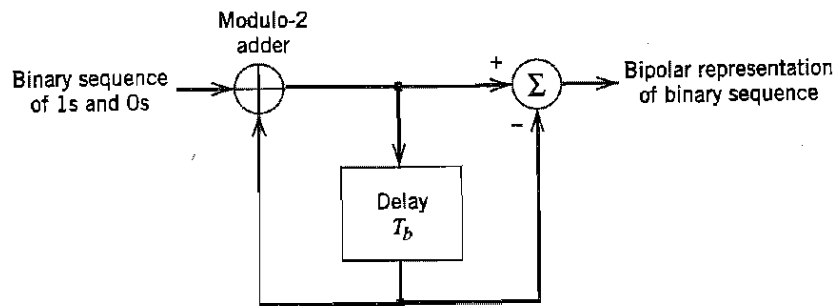 Modulo-2
adder
Binary sequence
of 1s and 0s
+
Σ
−
Bipolar representation
of binary sequence
Delay
T_b